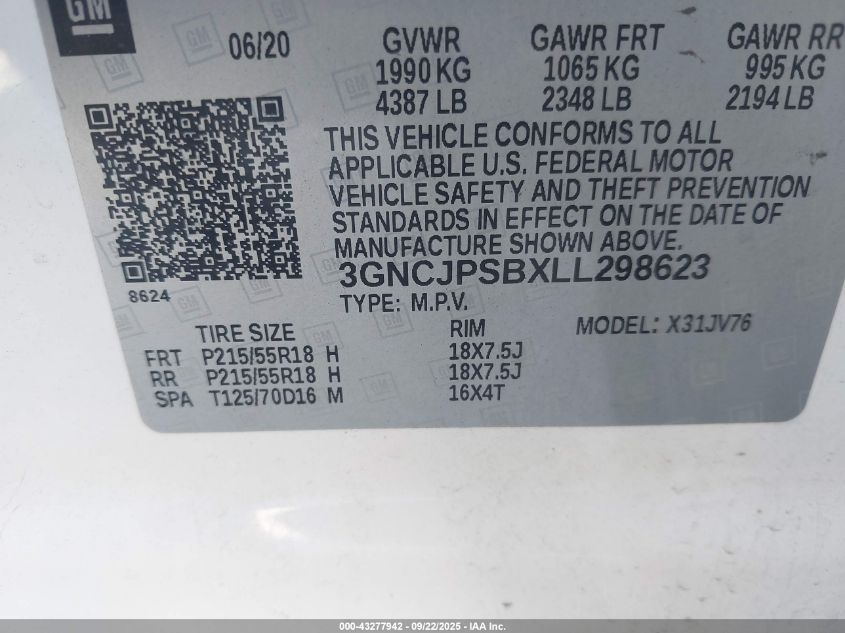 GM
06/20 GVWR GAWR FRT GAWR RR
1990 KG 1065 KG 995 KG
4387 LB 2348 LB 2194 LB
THIS VEHICLE CONFORMS TO ALL
APPLICABLE U.S. FEDERAL MOTOR
VEHICLE SAFETY AND THEFT PREVENTION
STANDARDS IN EFFECT ON THE DATE OF
MANUFACTURE SHOWN ABOVE.
3GNCJPSBXLL298623
8624
TYPE: M.P.V.
TIRE SIZE RIM MODEL: X31JV76
FRT P215/55R18 H 18X7.5J
RR P215/55R18 H 18X7.5J
SPA T125/70D16 M 16X4T
000-43277942 - 09/22/2025 - IAA Inc.